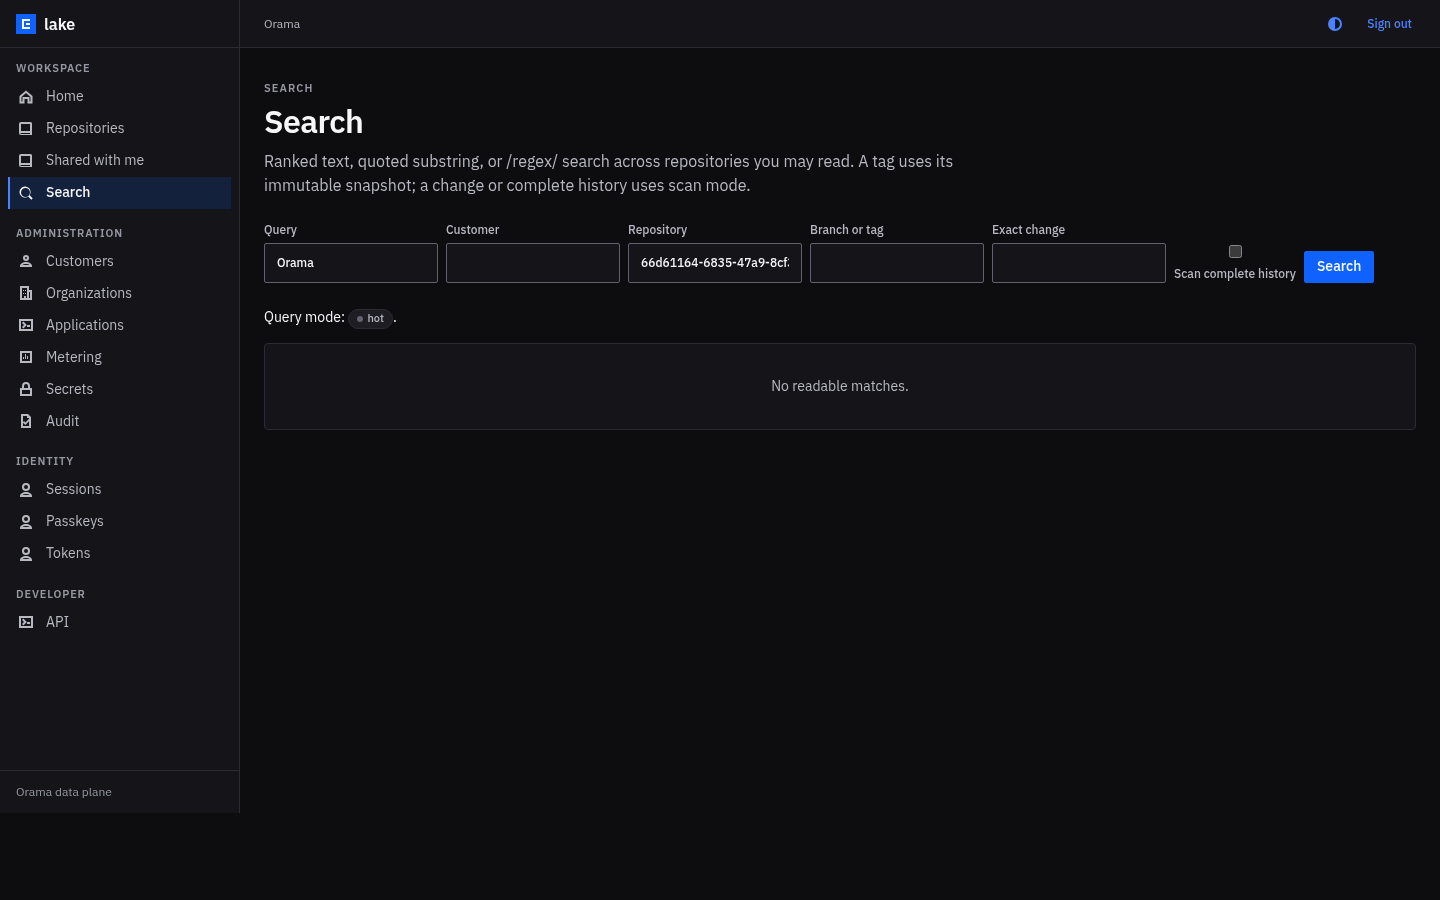 lake
Orama
Sign out
WORKSPACE
Home
Repositories
Shared with me
Search
ADMINISTRATION
Customers
Organizations
Applications
Metering
Secrets
Audit
IDENTITY
Sessions
Passkeys
Tokens
DEVELOPER
API
Orama data plane
SEARCH
Search
Ranked text, quoted substring, or /regex/ search across repositories you may read. A tag uses its
immutable snapshot; a change or complete history uses scan mode.
Query
Customer
Repository
Branch or tag
Exact change
Orama
66d61164-6835-47a9-8cf
Scan complete history
Search
Query mode: hot.
No readable matches.